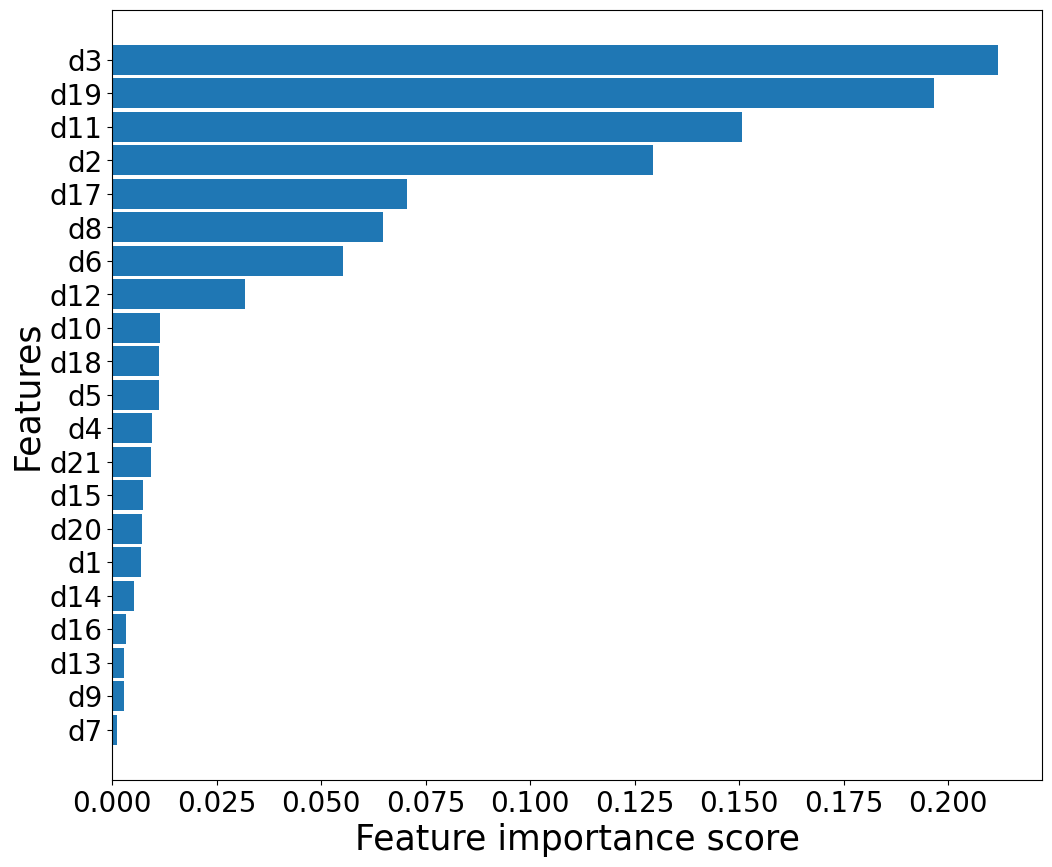 d3
d19
d11
d2
d17
d8
d6
d12
d10
d18
d5
d4
d21
d15
d20
d1
d14
d16
d13
d9
d7
Features
0.000 0.025 0.050 0.075 0.100 0.125 0.150 0.175 0.200
Feature importance score